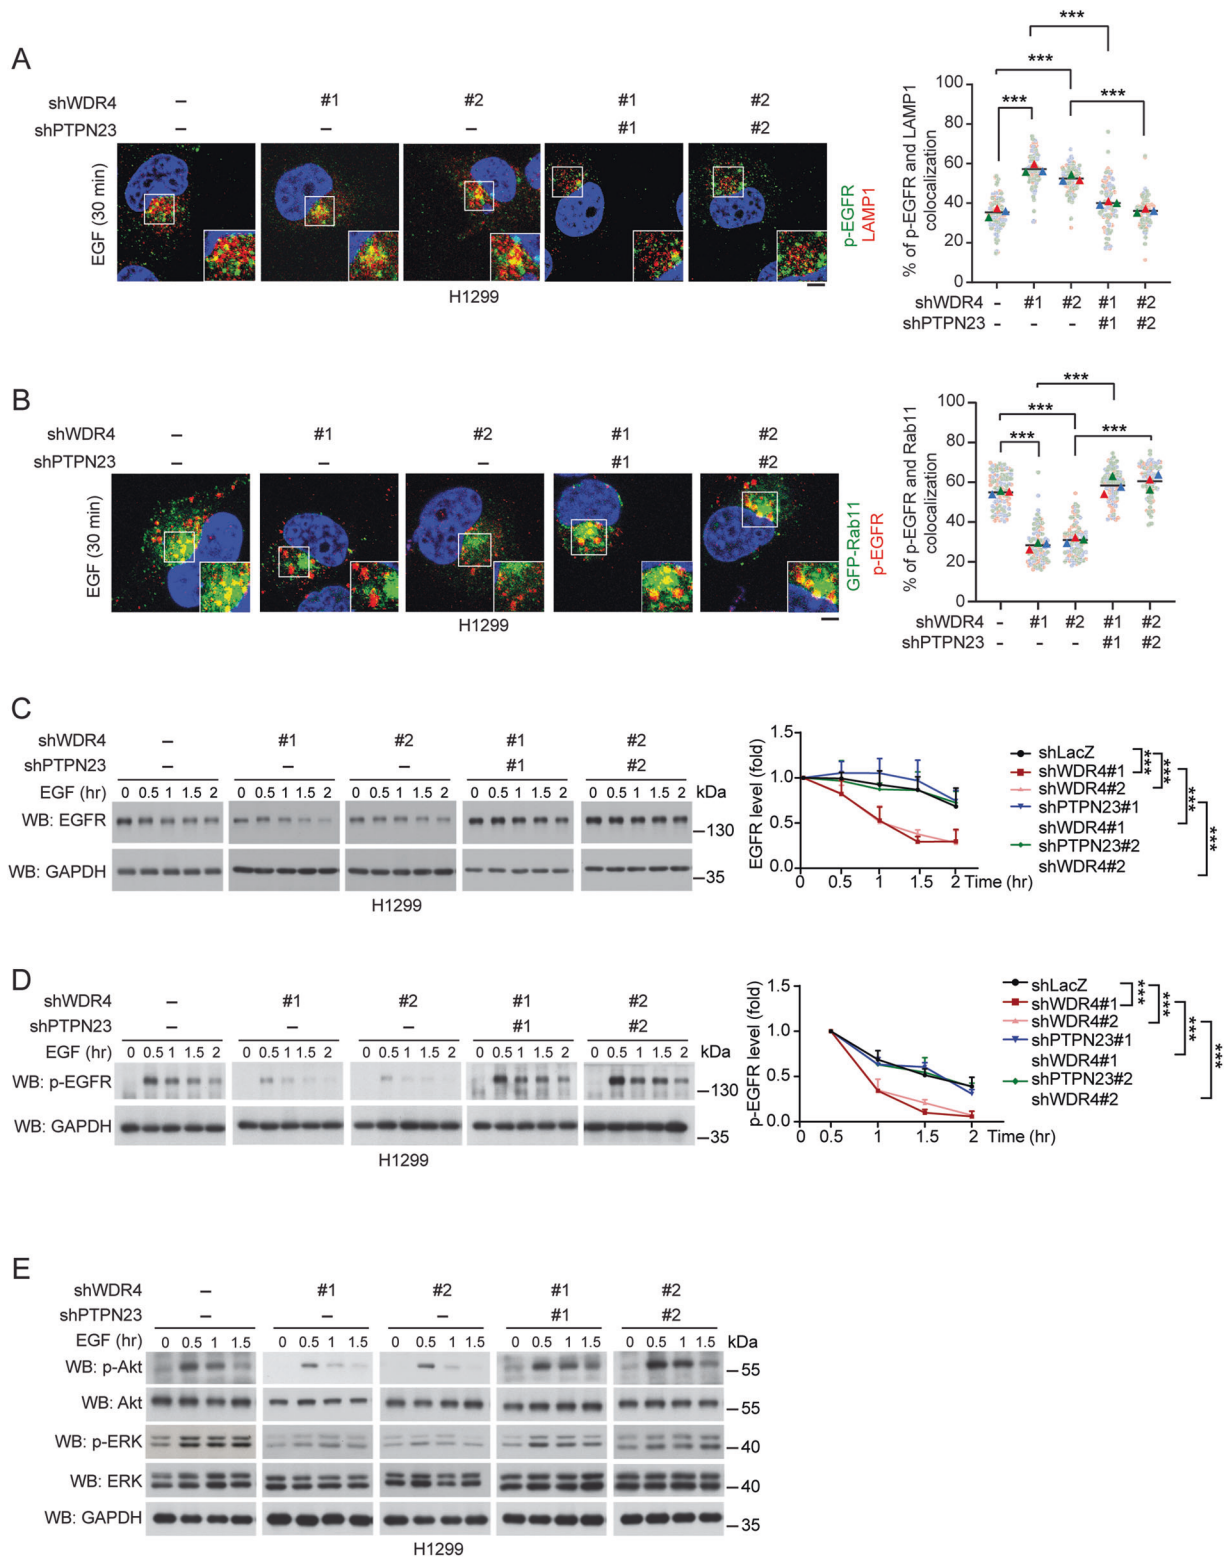 A
shWDR4 – #1 #2 #1 #2
shPTPN23 – – – #1 #2
EGF (30 min)
H1299
p-EGFR
LAMP1
***
***
*** ***
% of p-EGFR and LAMP1
colocalization
100
80
60
40
20
0
shWDR4 - #1 #2 #1 #2
shPTPN23 - - - #1 #2
B
shWDR4 – #1 #2 #1 #2
shPTPN23 – – – #1 #2
EGF (30 min)
H1299
GFP-Rab11
p-EGFR
***
***
*** ***
% of p-EGFR and Rab11
colocalization
100
80
60
40
20
0
shWDR4 - #1 #2 #1 #2
shPTPN23 - - - #1 #2
C
shWDR4 – #1 #2 #1 #2
shPTPN23 – – – #1 #2
EGF (hr) 0 0.5 1 1.5 2 0 0.5 1 1.5 2 0 0.5 1 1.5 2 0 0.5 1 1.5 2 0 0.5 1 1.5 2 kDa
WB: EGFR –130
WB: GAPDH –35
H1299
EGFR level (fold)
1.5
1.0
0.5
0.0
0 0.5 1 1.5 2 Time (hr)
shLacZ
shWDR4#1
shWDR4#2
shPTPN23#1
shWDR4#1
shPTPN23#2
shWDR4#2
***
***
***
***
D
shWDR4 – #1 #2 #1 #2
shPTPN23 – – – #1 #2
EGF (hr) 0 0.5 1 1.5 2 0 0.5 1 1.5 2 0 0.5 1 1.5 2 0 0.5 1 1.5 2 0 0.5 1 1.5 2 kDa
WB: p-EGFR –130
WB: GAPDH –35
H1299
p-EGFR level (fold)
1.5
1.0
0.5
0.0
0 0.5 1 1.5 2 Time (hr)
shLacZ
shWDR4#1
shWDR4#2
shPTPN23#1
shWDR4#1
shPTPN23#2
shWDR4#2
***
***
***
***
E
shWDR4 – #1 #2 #1 #2
shPTPN23 – – – #1 #2
EGF (hr) 0 0.5 1 1.5 0 0.5 1 1.5 0 0.5 1 1.5 0 0.5 1 1.5 0 0.5 1 1.5 kDa
WB: p-Akt –55
WB: Akt –55
WB: p-ERK –40
WB: ERK –40
WB: GAPDH –35
H1299